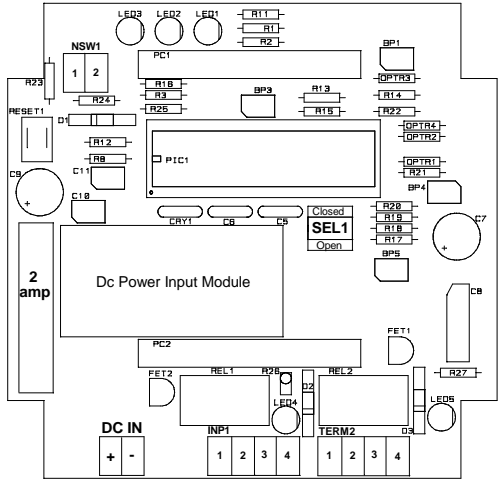 LED3 LED2 LED1
R11
R1
R2
NSW1
1 2
PC1
BP1
R23
R16
R3
R25
R24
BP3
R13
R15
OPTR3
R14
R22
RESET1
D1
R12
R8
C11
PIC1
OPTR4
OPTR2
OPTR1
R21
C9
C10
BP4
CRY1 C6 C5
Closed
SEL1
Open
R20
R19
R18
R17
C7
2 amp
Dc Power Input Module
BP5
C8
PC2
FET1
FET2
REL1
R26
D2
REL2
R27
LED4
D3
LED5
DC IN
+ -
INP1
1 2 3 4
TERM2
1 2 3 4
+
+